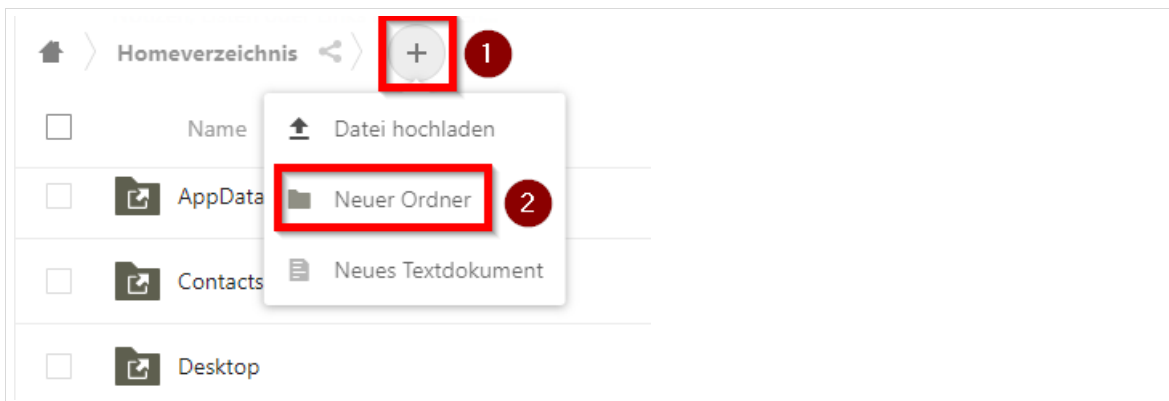 Homeverzeichnis + 1
Name
Datei hochladen
AppData
Neuer Ordner 2
Contacts
Neues Textdokument
Desktop